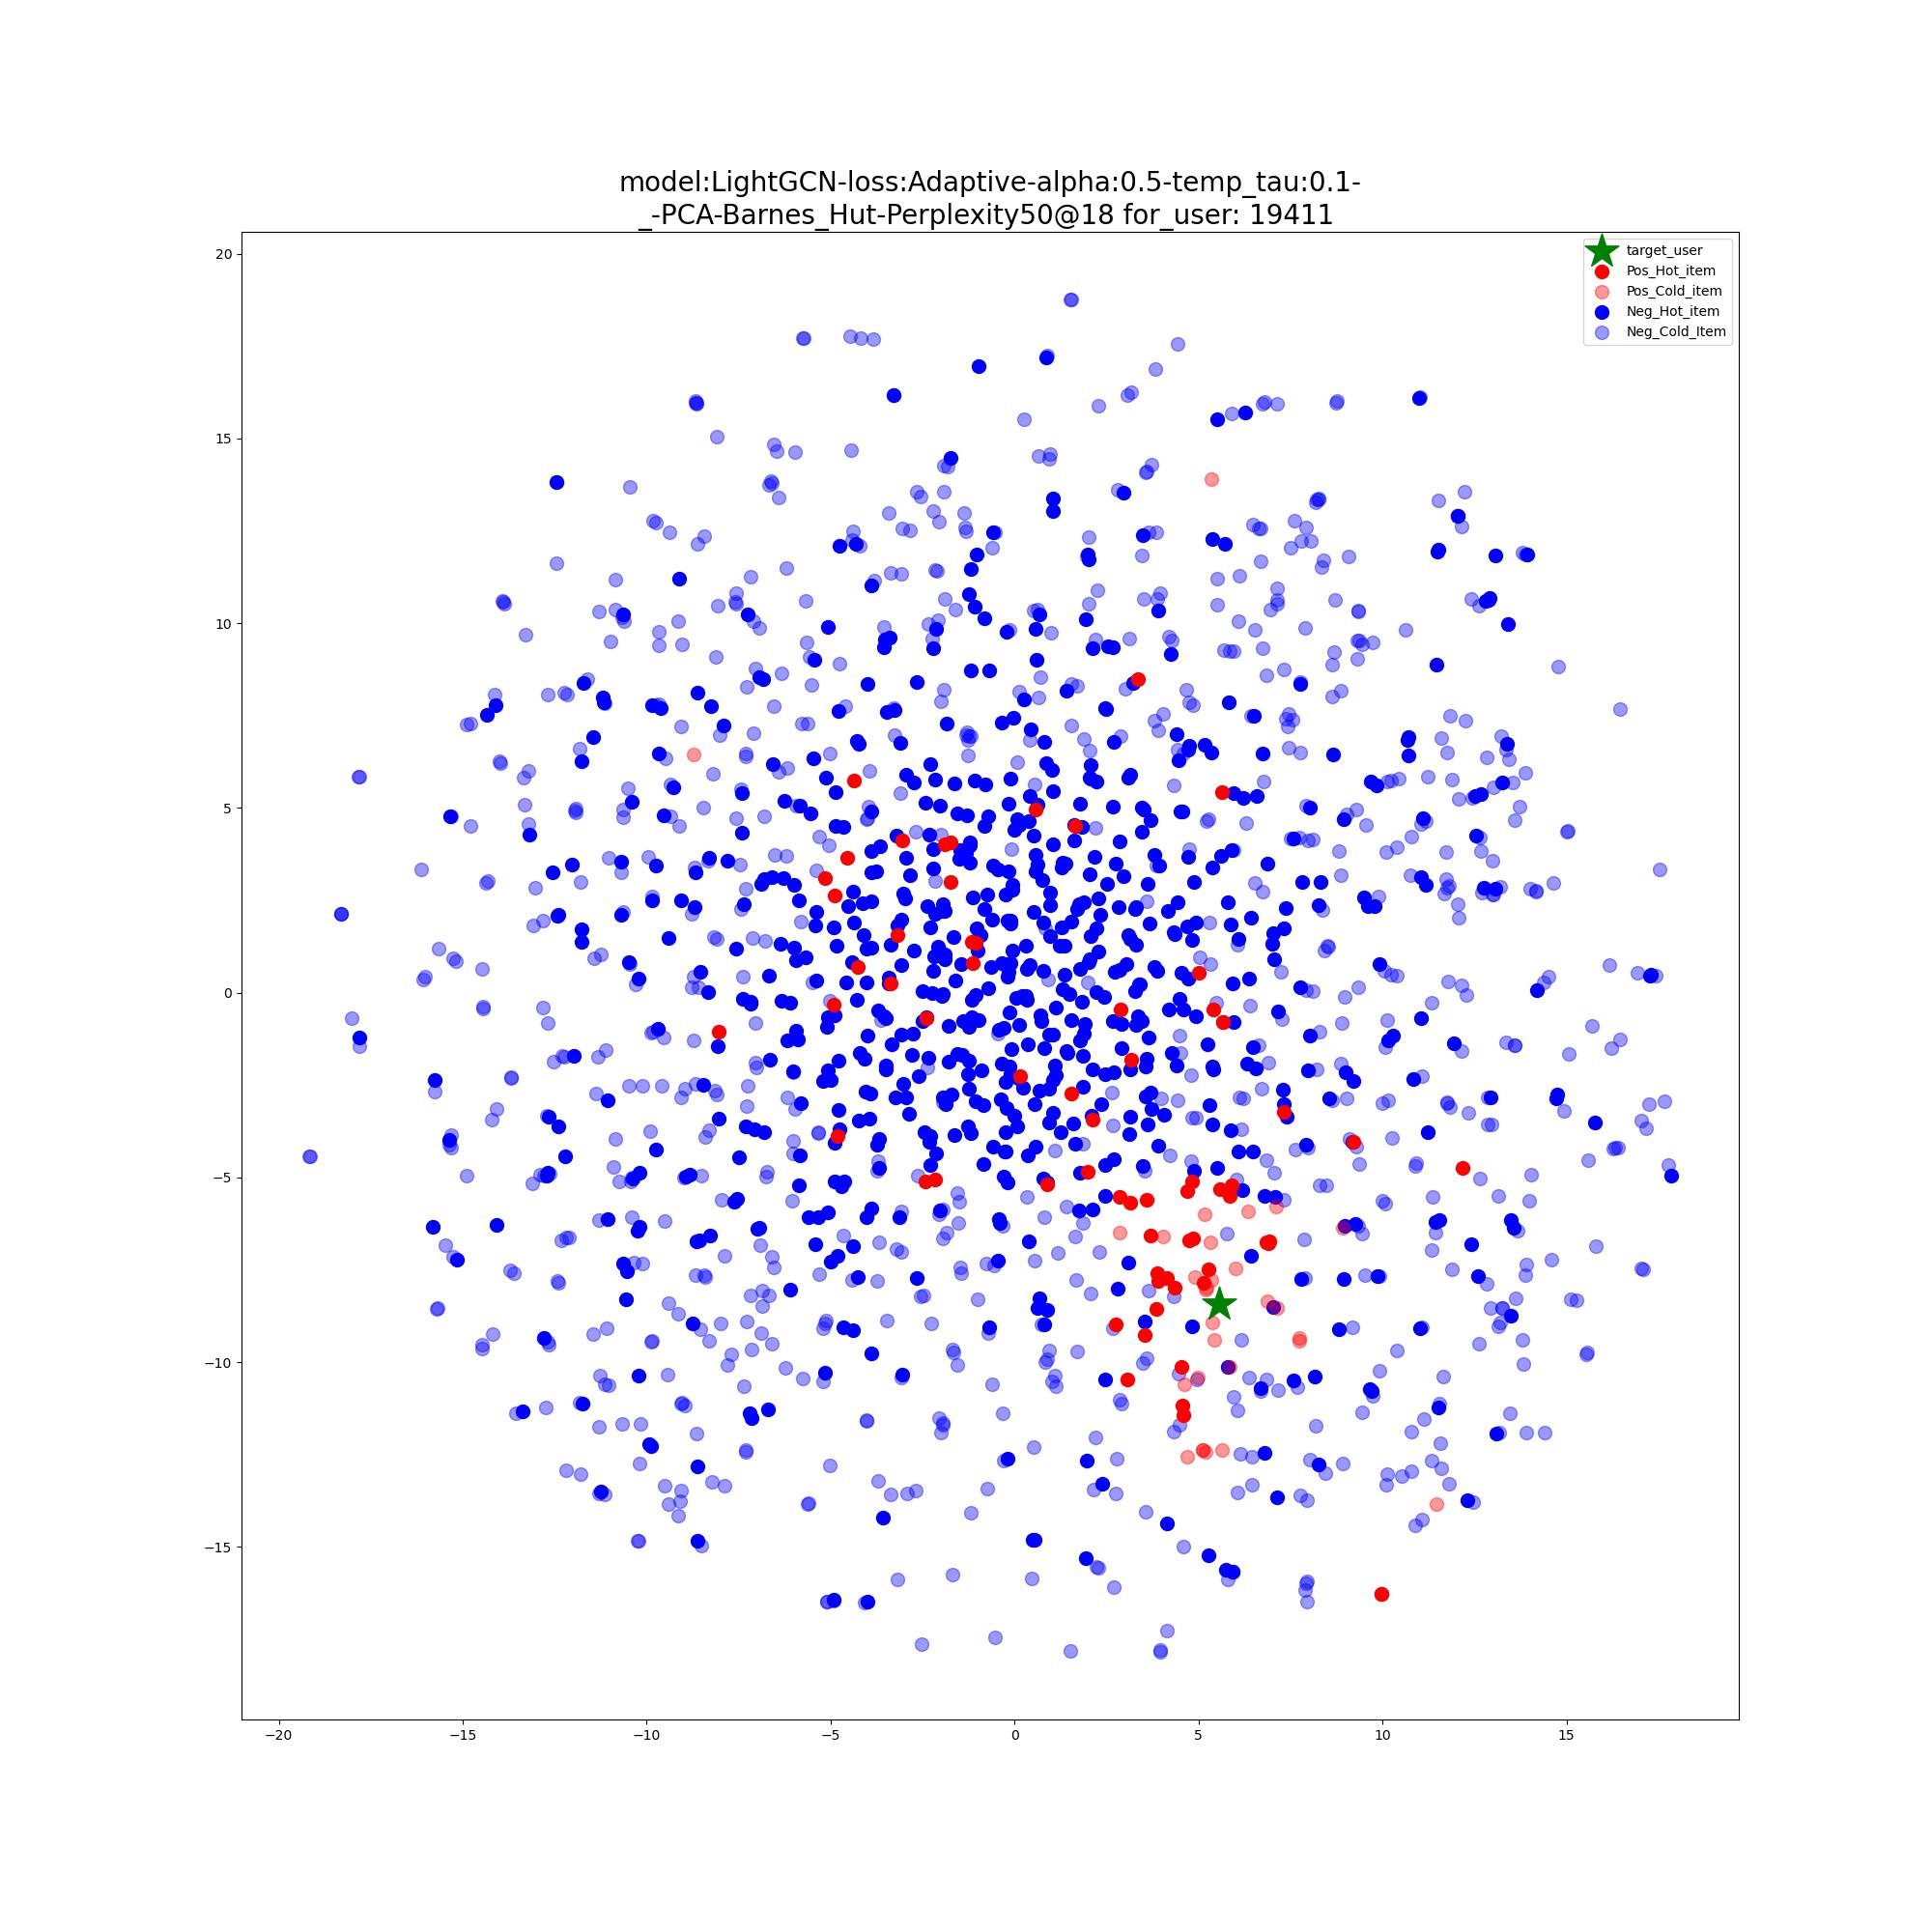 model:LightGCN-loss:Adaptive-alpha:0.5-temp_tau:0.1-
_-PCA-Barnes_Hut-Perplexity50@18 for_user: 19411
target_user
Pos_Hot_item
Pos_Cold_item
Neg_Hot_item
Neg_Cold_Item
20
15
10
5
0
−5
−10
−15
−20
−15
−10
−5
0
5
10
15